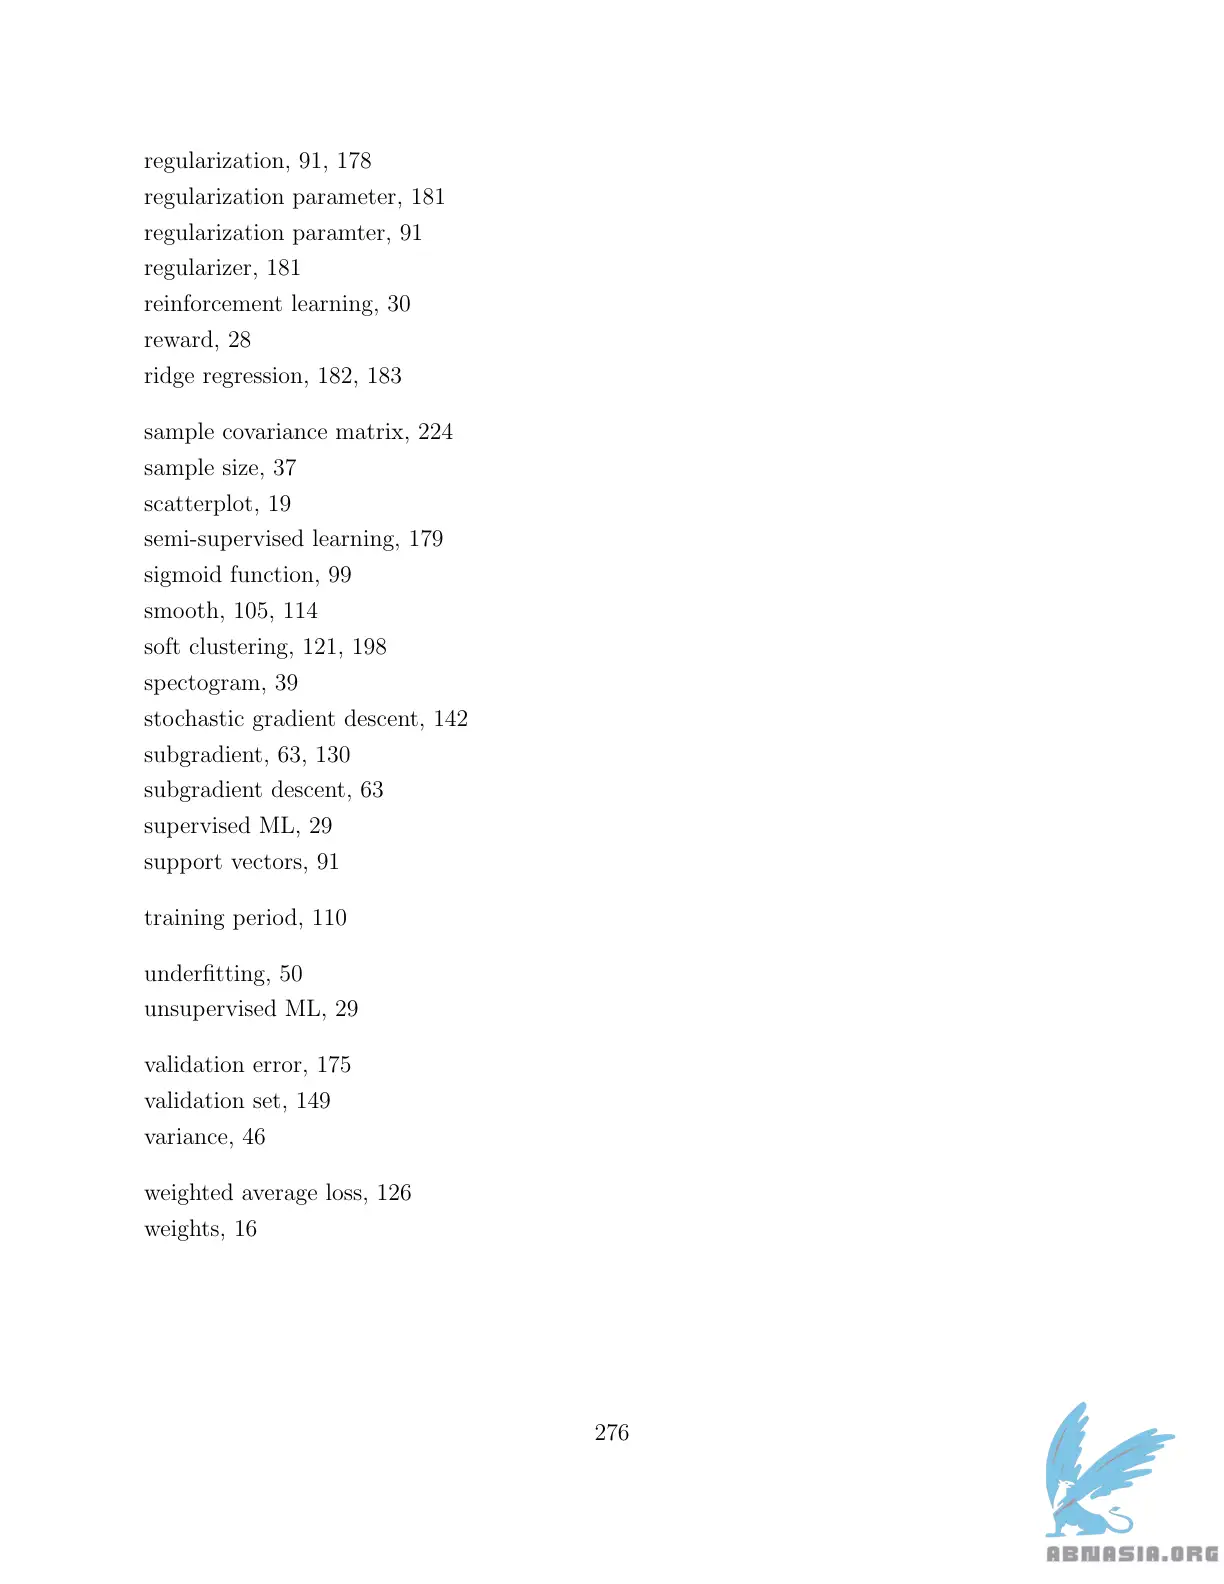 regularization, 91, 178
regularization parameter, 181
regularization paramter, 91
regularizer, 181
reinforcement learning, 30
reward, 28
ridge regression, 182, 183
sample covariance matrix, 224
sample size, 37
scatterplot, 19
semi-supervised learning, 179
sigmoid function, 99
smooth, 105, 114
soft clustering, 121, 198
spectogram, 39
stochastic gradient descent, 142
subgradient, 63, 130
subgradient descent, 63
supervised ML, 29
support vectors, 91
training period, 110
underfitting, 50
unsupervised ML, 29
validation error, 175
validation set, 149
variance, 46
weighted average loss, 126
weights, 16
276
ABNASIA.ORG